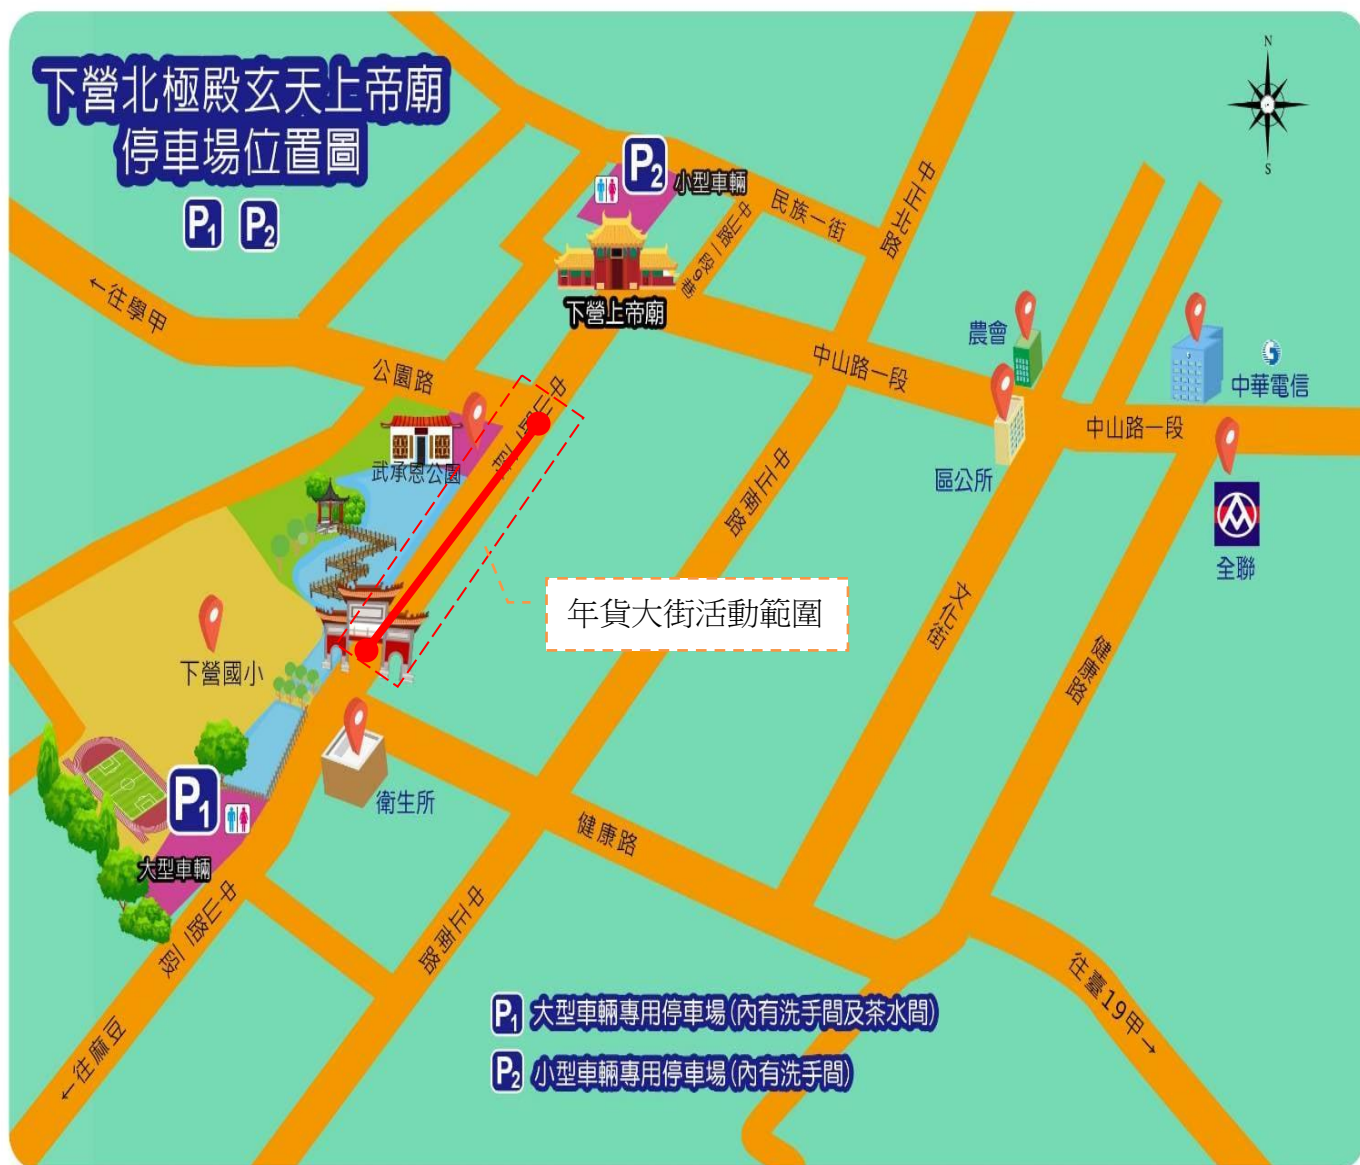 下營北極殿玄天上帝廟
停車場位置圖
P1 P2
N
S
P2 小型車輛
民族一街
中正北路
中山路一段9巷
下營上帝廟
←往學甲
公園路
中山路一段
農會
中華電信
中山路一段
區公所
全聯
武承恩公園
中山路二段
中正南路
年貨大街活動範圍
文化街
健康路
下營國小
衛生所
P1
大型車輛
健康路
中山路二段
中正南路
往臺19甲→
←往麻豆
P1 大型車輛專用停車場(內有洗手間及茶水間)
P2 小型車輛專用停車場(內有洗手間)